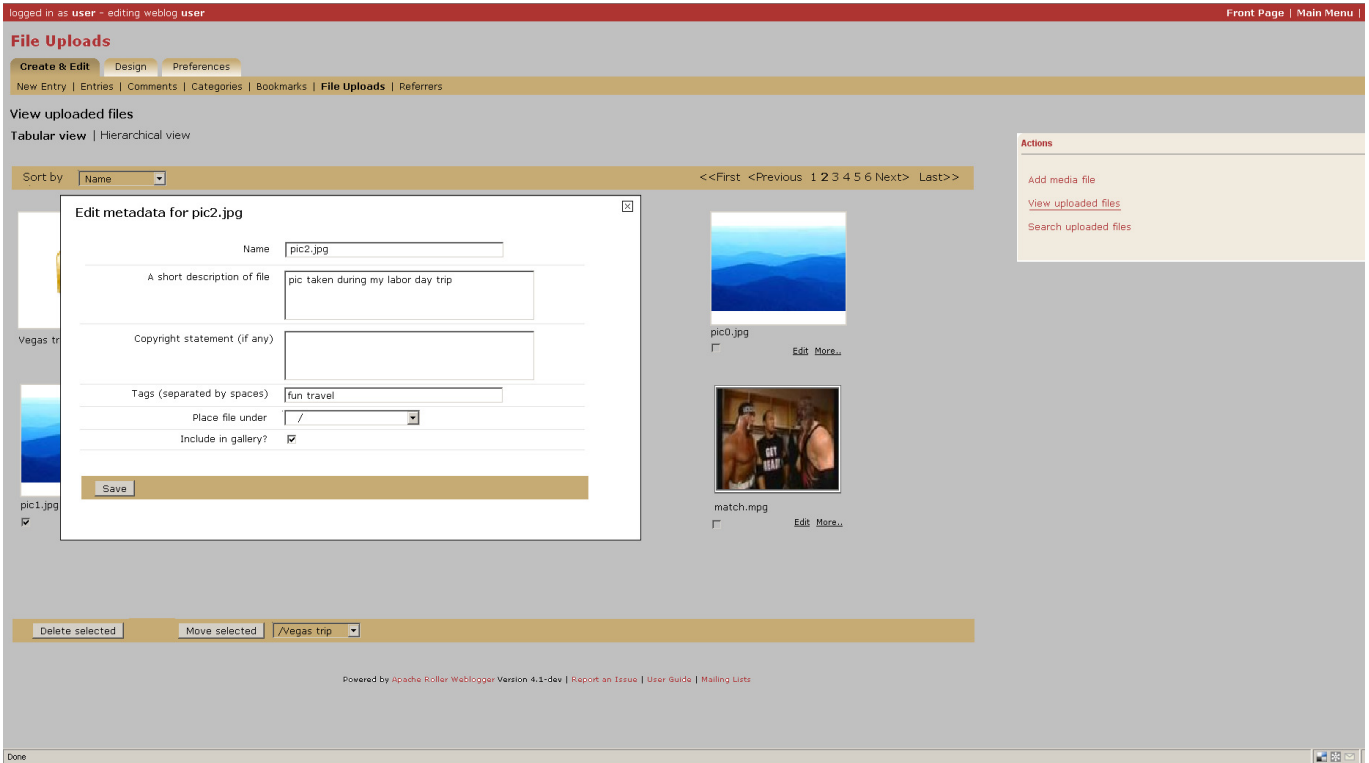 logged in as user - editing weblog user
Front Page | Main Menu |
File Uploads
Create & Edit Design Preferences
New Entry | Entries | Comments | Categories | Bookmarks | File Uploads | Referrers
View uploaded files
Tabular view | Hierarchical view
Actions
Add media file
View uploaded files
Search uploaded files
Sort by Name <<First <Previous 1 2 3 4 5 6 Next> Last>>
Edit metadata for pic2.jpg
Name pic2.jpg
A short description of file pic taken during my labor day trip
Copyright statement (if any)
Tags (separated by spaces) fun travel
Place file under /
Include in gallery?
Save
Vegas tr
pic0.jpg
Edit More..
GET
READY
pic1.jpg
match.mpg
Edit More..
Delete selected Move selected /Vegas trip
Powered by Apache Roller Weblogger Version 4.1-dev | Report an Issue | User Guide | Mailing Lists
Done